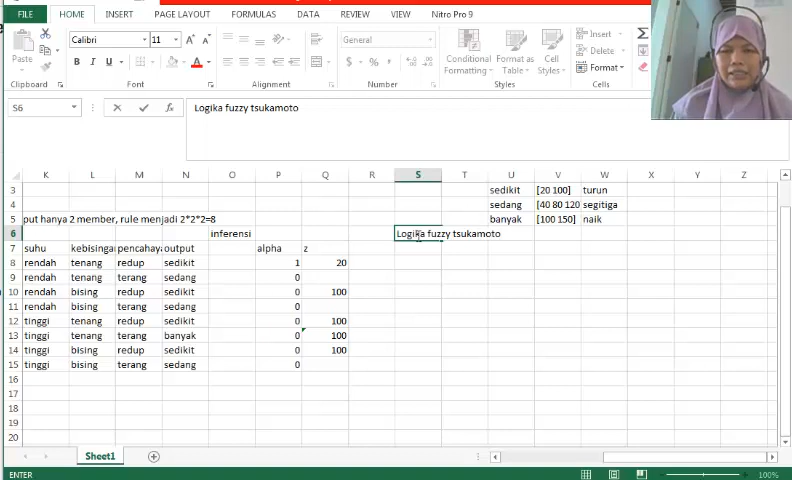 FILE HOME INSERT PAGE LAYOUT FORMULAS DATA REVIEW VIEW Nitro Pro 9
Paste
Calibri 11
General
Conditional Formatting
Format as Table
Cell Styles
Insert
Delete
Format
Clipboard Font Alignment Number Styles Cells
S6 Logika fuzzy tsukamoto
K L M N O P Q R S T U V W X Y Z
3 sedikit [20 100] turun
4 sedang [40 80 120 segitiga
5 put hanya 2 member, rule menjadi 2*2*2=8 banyak [100 150] naik
6 inferensi Logika fuzzy tsukamoto
7 suhu kebisingan pencahaya output alpha z
8 rendah tenang redup sedikit 1 20
9 rendah tenang terang sedang 0
10 rendah bising redup sedikit 0 100
11 rendah bising terang sedang 0
12 tinggi tenang redup sedikit 0 100
13 tinggi tenang terang banyak 0 100
14 tinggi bising redup sedikit 0 100
15 tinggi bising terang sedang 0
16
17
18
19
20
Sheet1
ENTER 100%